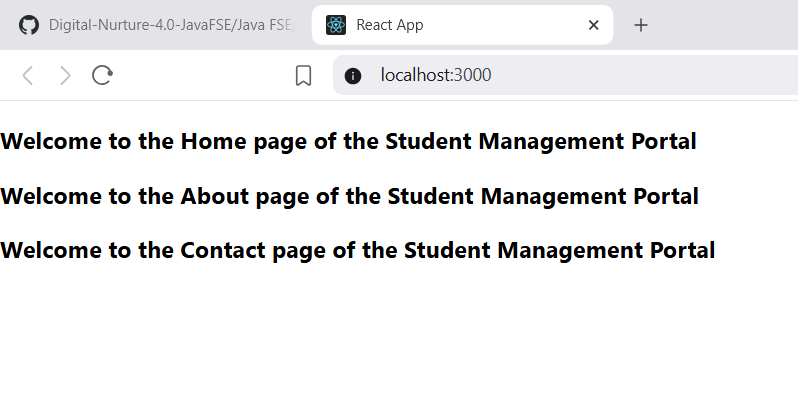 Digital-Nurture-4.0-JavaFSE/Java FSE/
React App
localhost:3000
Welcome to the Home page of the Student Management Portal
Welcome to the About page of the Student Management Portal
Welcome to the Contact page of the Student Management Portal